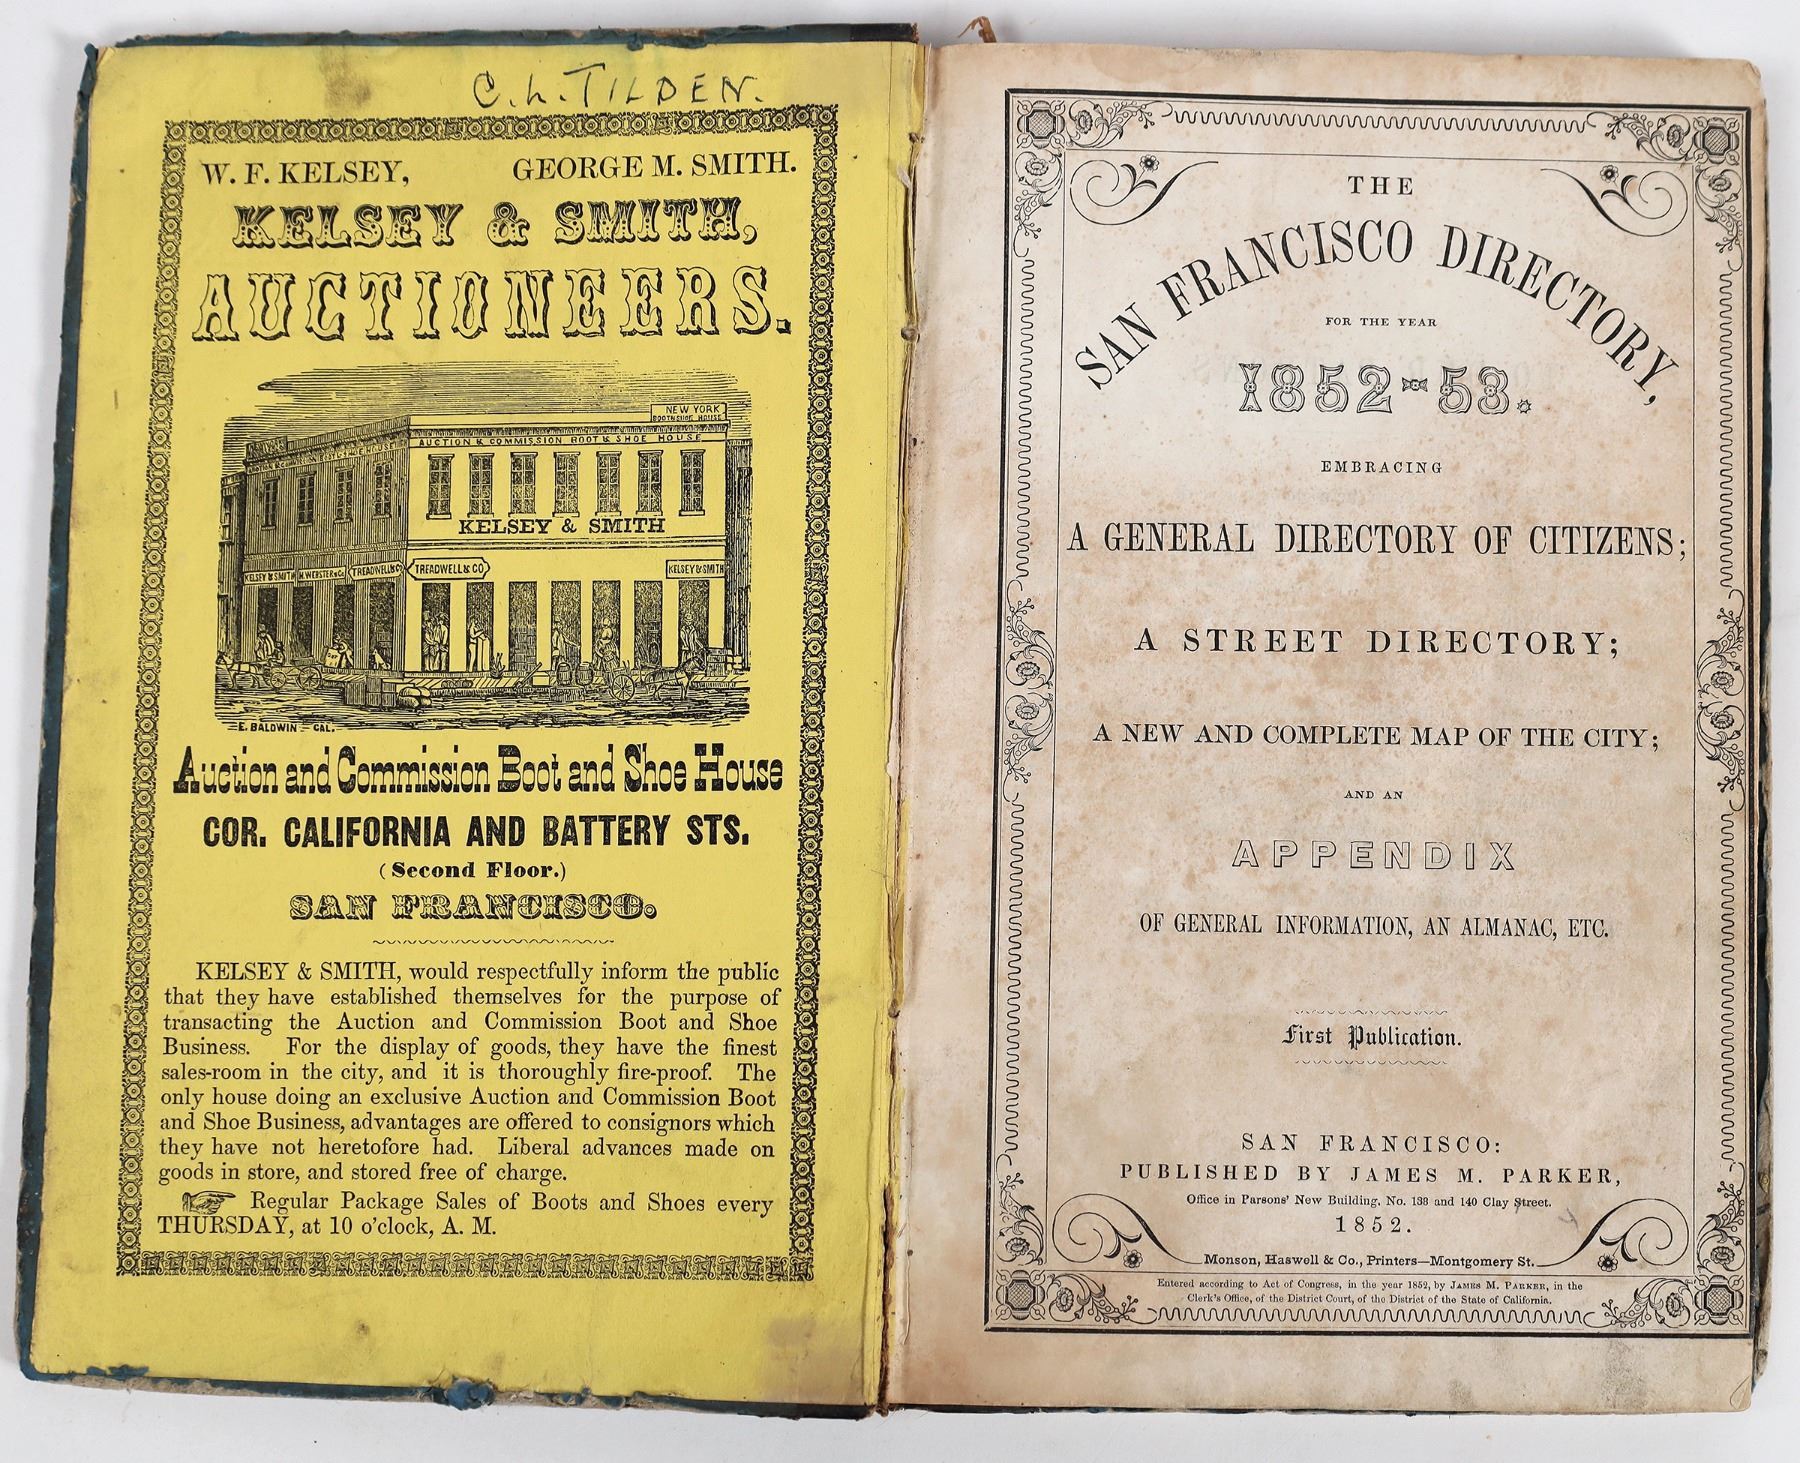 C. L. TILDEN.
W. F. KELSEY, GEORGE M. SMITH.
KELSEY & SMITH,
AUCTIONEERS.
NEW YORK
BOOT & SHOE HOUSE
AUCTION & COMMISSION BOOT & SHOE HOUSE
KELSEY & SMITH
KELSEY & SMITH H. WEBSTER & Co TREADWELL & Co TREADWELL & CO. KELSEY & SMITH
E. BALDWIN – CAL.
Auction and Commission Boot and Shoe House
COR. CALIFORNIA AND BATTERY STS.
(Second Floor.)
SAN FRANCISCO.
KELSEY & SMITH, would respectfully inform the public
that they have established themselves for the purpose of
transacting the Auction and Commission Boot and Shoe
Business. For the display of goods, they have the finest
sales-room in the city, and it is thoroughly fire-proof. The
only house doing an exclusive Auction and Commission Boot
and Shoe Business, advantages are offered to consignors which
they have not heretofore had. Liberal advances made on
goods in store, and stored free of charge.
Regular Package Sales of Boots and Shoes every
THURSDAY, at 10 o'clock, A. M.
THE
SAN FRANCISCO DIRECTORY,
FOR THE YEAR
1852-53.
EMBRACING
A GENERAL DIRECTORY OF CITIZENS;
A STREET DIRECTORY;
A NEW AND COMPLETE MAP OF THE CITY;
AND AN
APPENDIX
OF GENERAL INFORMATION, AN ALMANAC, ETC.
First Publication.
SAN FRANCISCO:
PUBLISHED BY JAMES M. PARKER,
Office in Parsons' New Building, No. 138 and 140 Clay Street.
1852.
Monson, Haswell & Co., Printers—Montgomery St.
Entered according to Act of Congress, in the year 1852, by JAMES M. PARKER, in the
Clerk's Office, of the District Court, of the District of the State of California.